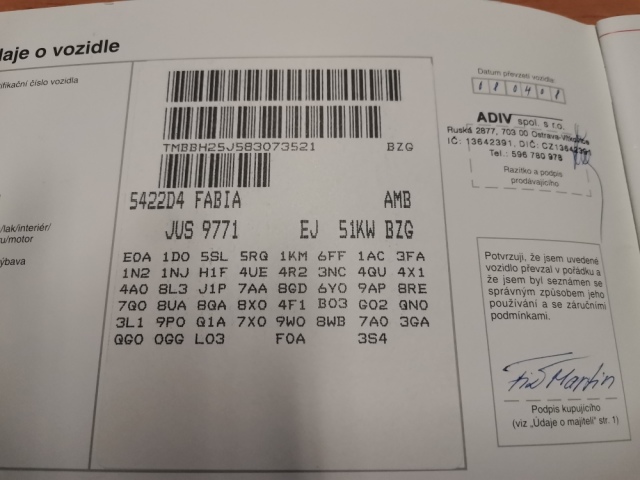 daje o vozidle
tifikační číslo vozidla
/lak/interiér/
u/motor
ýbava
TMBBH25J583073521 BZG
5422D4 FABIA AMB
JUS 9771 EJ 51KW BZG
E0A 1D0 5SL 5RQ 1KM 6FF 1AC 3FA
1N2 1NJ H1F 4UE 4R2 3NC 4QU 4X1
4A0 8L3 J1P 7AA 8GD 6Y0 9AP 8RE
7Q0 8UA 8QA 8X0 4F1 B03 G02 QN0
3L1 9P0 Q1A 7X0 9W0 8WB 7A0 3GA
QG0 0GG L03 F0A 3S4
Datum převzetí vozidla
080408
ADIV spol. s r.o.
Ruská 2877, 703 00 Ostrava-Vítkovice
IČ: 13642391, DIČ: CZ13642391
Tel.: 596 780 978
Razítko a podpis
prodávajícího
Potvrzuji, že jsem uvedené
vozidlo převzal v pořádku a
že jsem byl seznámen se
správným způsobem jeho
používání a se záručními
podmínkami.
Martin
Podpis kupujícího
(viz „Údaje o majiteli" str. 1)